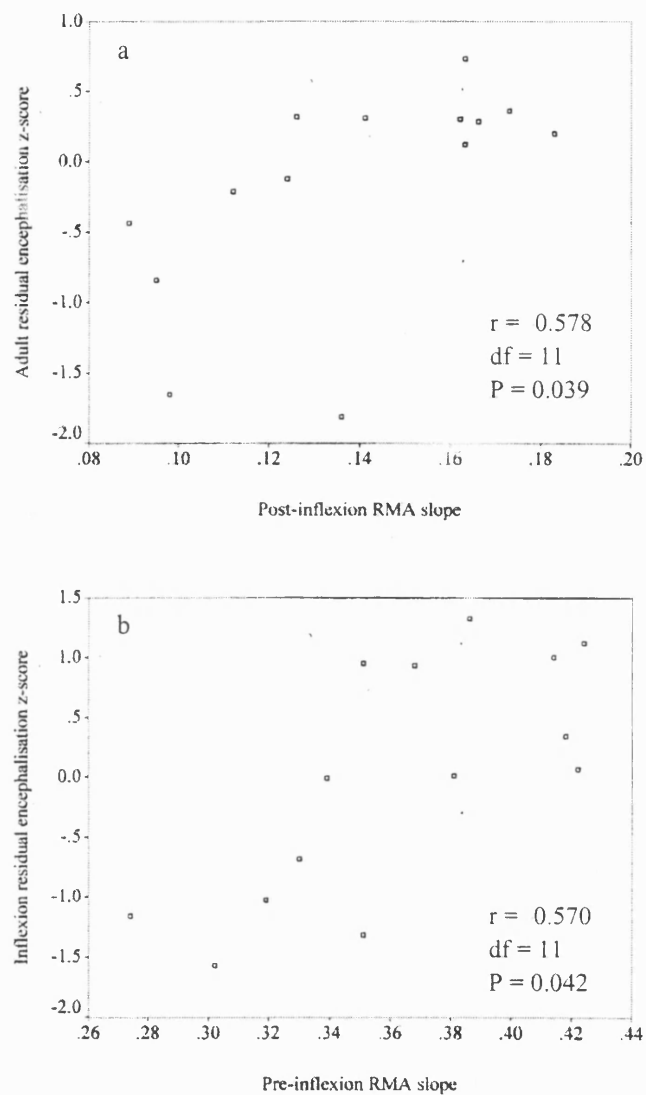 a
1.0
.5
0.0
-.5
-1.0
-1.5
-2.0
Adult residual encephalisation z-score
r = 0.578
df = 11
P = 0.039
.08 .10 .12 .14 .16 .18 .20
Post-inflexion RMA slope
b
1.5
1.0
.5
0.0
-.5
-1.0
-1.5
-2.0
Inflexion residual encephalisation z-score
r = 0.570
df = 11
P = 0.042
.26 .28 .30 .32 .34 .36 .38 .40 .42 .44
Pre-inflexion RMA slope